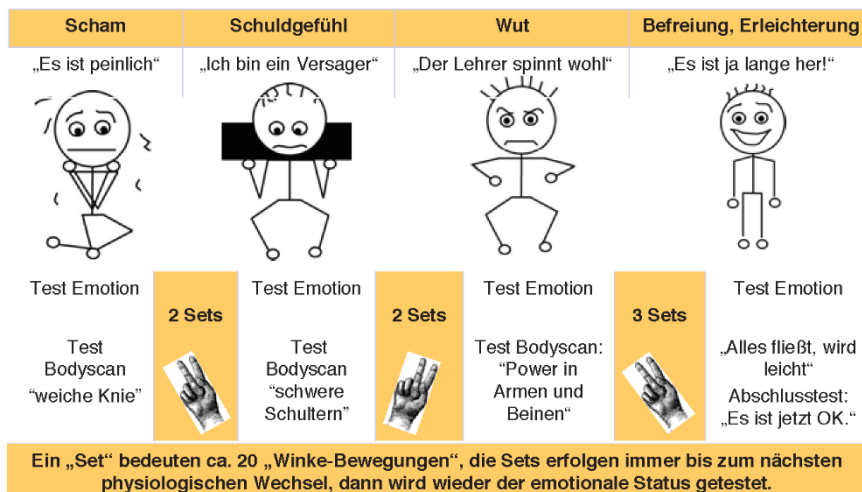 Scham
Schuldgefühl
Wut
Befreiung, Erleichterung
„Es ist peinlich“
„Ich bin ein Versager“
„Der Lehrer spinnt wohl“
„Es ist ja lange her!“
Test Emotion
2 Sets
Test Emotion
2 Sets
Test Emotion
3 Sets
Test Emotion
Test
Bodyscan
“weiche Knie”
Test
Bodyscan
“schwere
Schultern”
Test Bodyscan:
“Power in
Armen und
Beinen“
„Alles fließt, wird
leicht“
Abschlusstest:
„Es ist jetzt OK.“
Ein „Set“ bedeuten ca. 20 „Winke-Bewegungen“, die Sets erfolgen immer bis zum nächsten
physiologischen Wechsel, dann wird wieder der emotionale Status getestet.